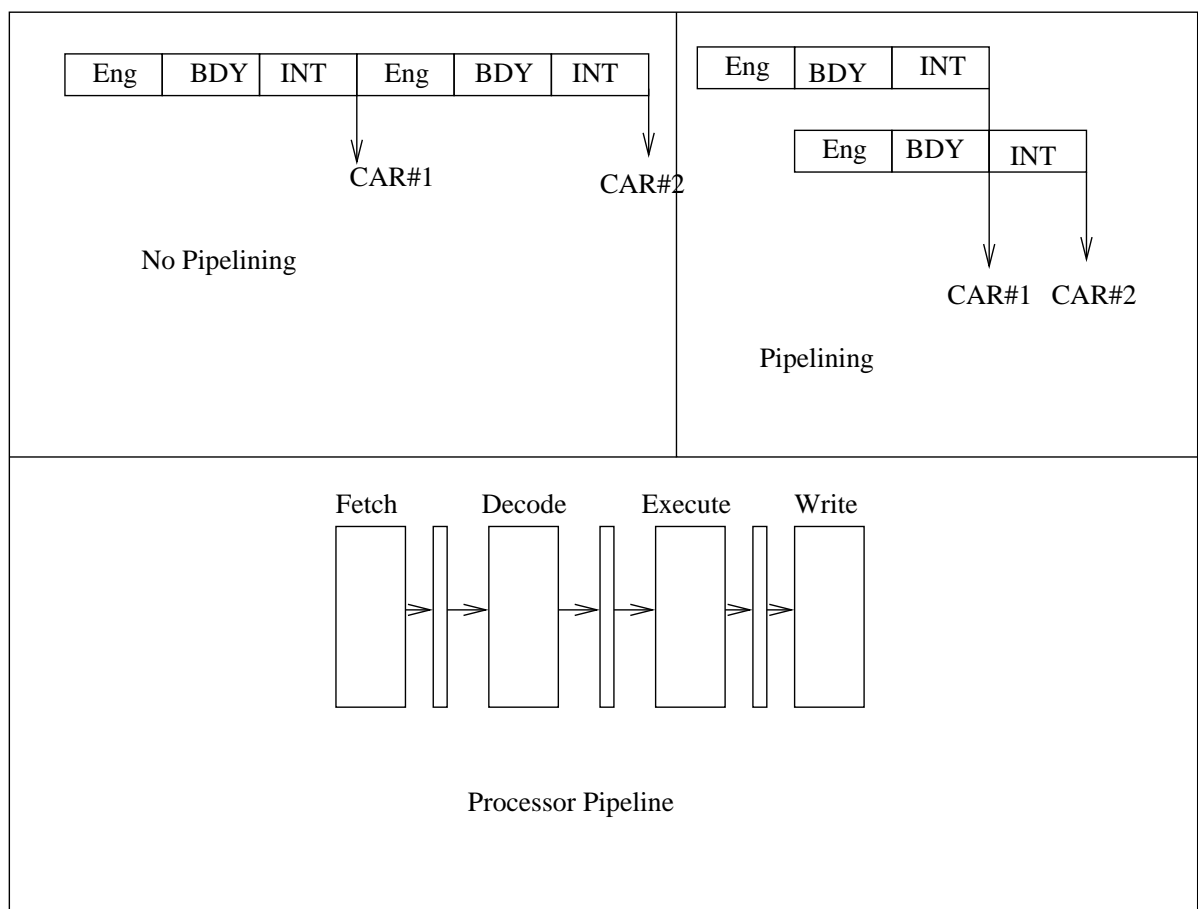 Eng BDY INT Eng BDY INT
CAR#1
CAR#2
No Pipelining
Eng BDY INT
Eng BDY INT
CAR#1 CAR#2
Pipelining
Fetch Decode Execute Write
Processor Pipeline